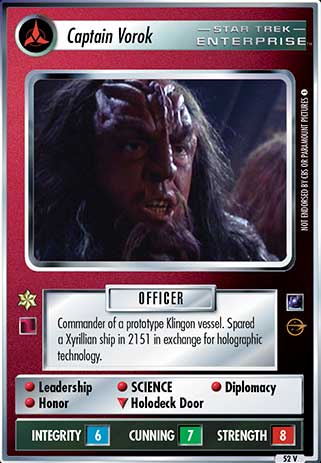 Captain Vorok
STAR TREK
ENTERPRISE™
NOT ENDORSED BY CBS OR PARAMOUNT PICTURES
OFFICER
Commander of a prototype Klingon vessel. Spared
a Xyrillian ship in 2151 in exchange for holographic
technology.
Leadership SCIENCE Diplomacy
Honor Holodeck Door
INTEGRITY 6 CUNNING 7 STRENGTH 8
52 V